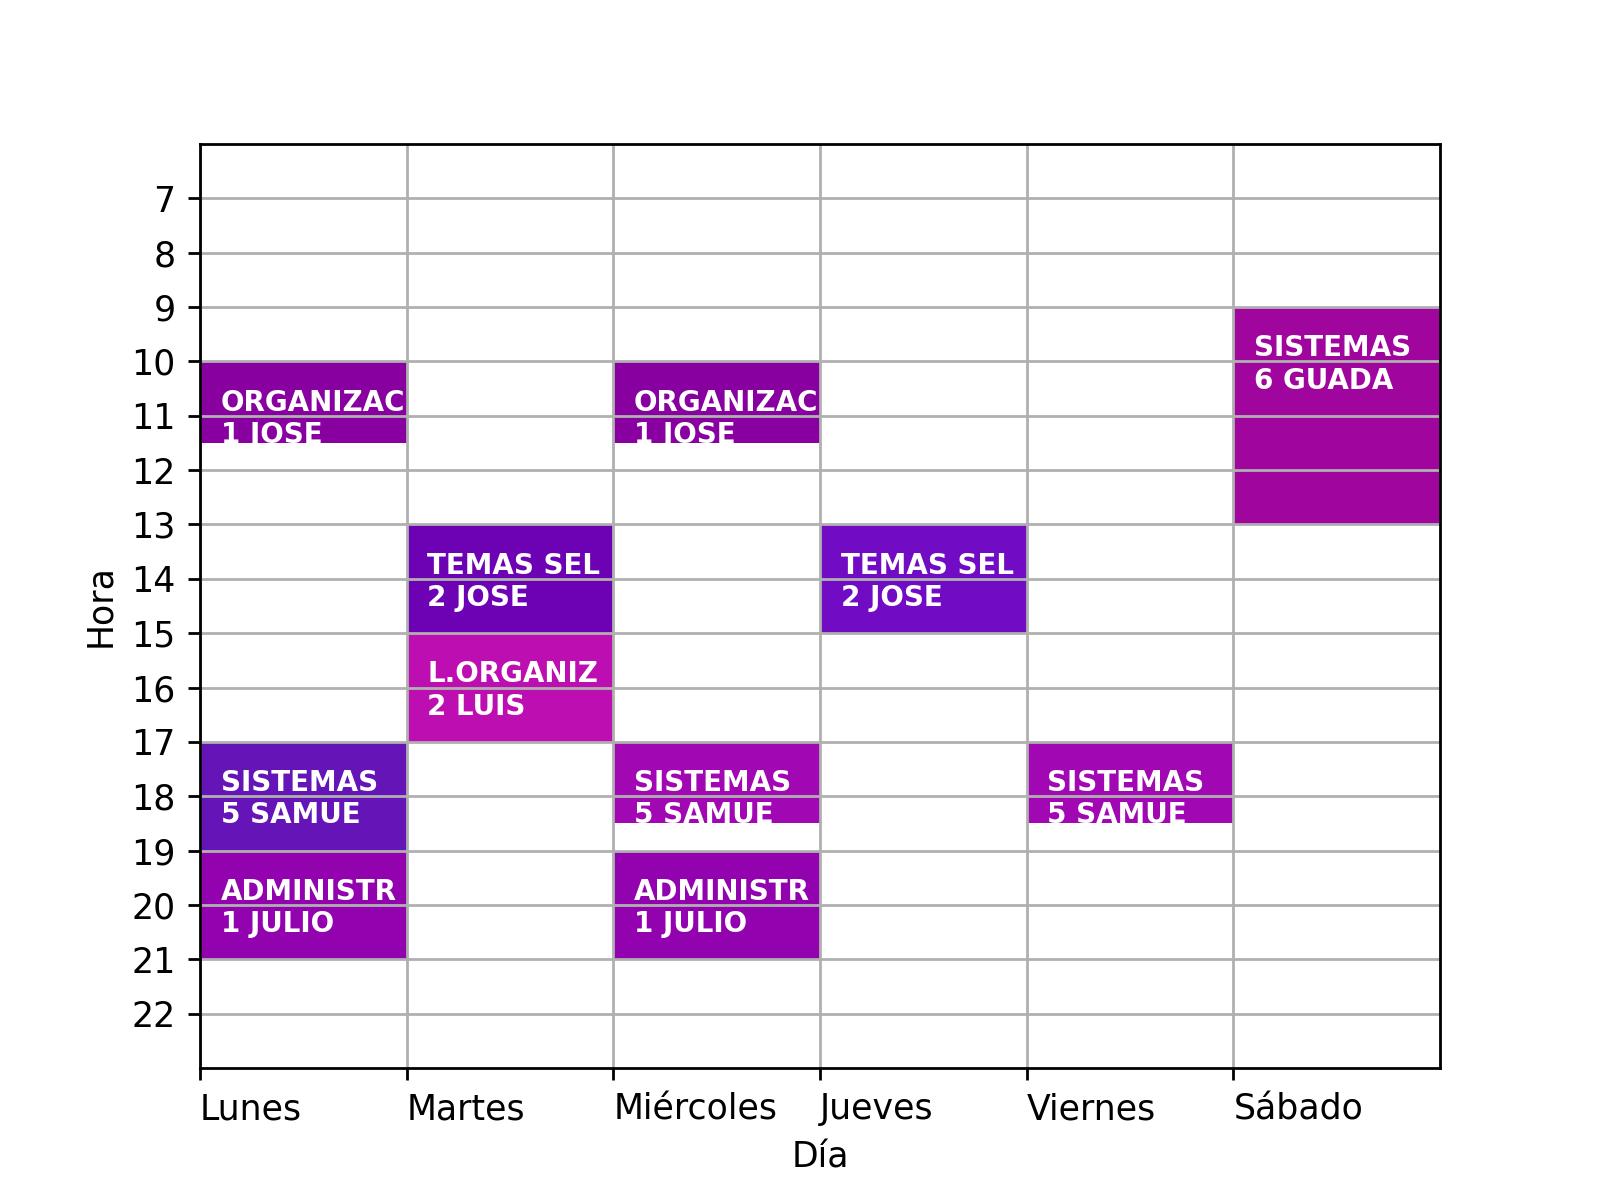 7
8
9
10
11
12
13
14
15
16
17
18
19
20
21
22
Hora
ORGANIZAC
1 JOSE
SISTEMAS
5 SAMUE
ADMINISTR
1 JULIO
TEMAS SEL
2 JOSE
L.ORGANIZ
2 LUIS
ORGANIZAC
1 JOSE
SISTEMAS
5 SAMUE
ADMINISTR
1 JULIO
TEMAS SEL
2 JOSE
SISTEMAS
5 SAMUE
SISTEMAS
6 GUADA
Lunes Martes Miércoles Jueves Viernes Sábado
Día